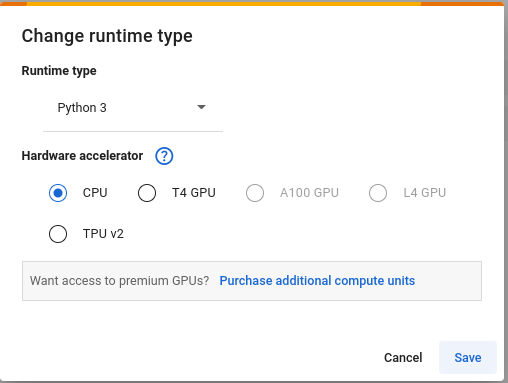 Change runtime type
Runtime type
Python 3
Hardware accelerator ?
CPU T4 GPU A100 GPU L4 GPU
TPU v2
Want access to premium GPUs? Purchase additional compute units
Cancel Save